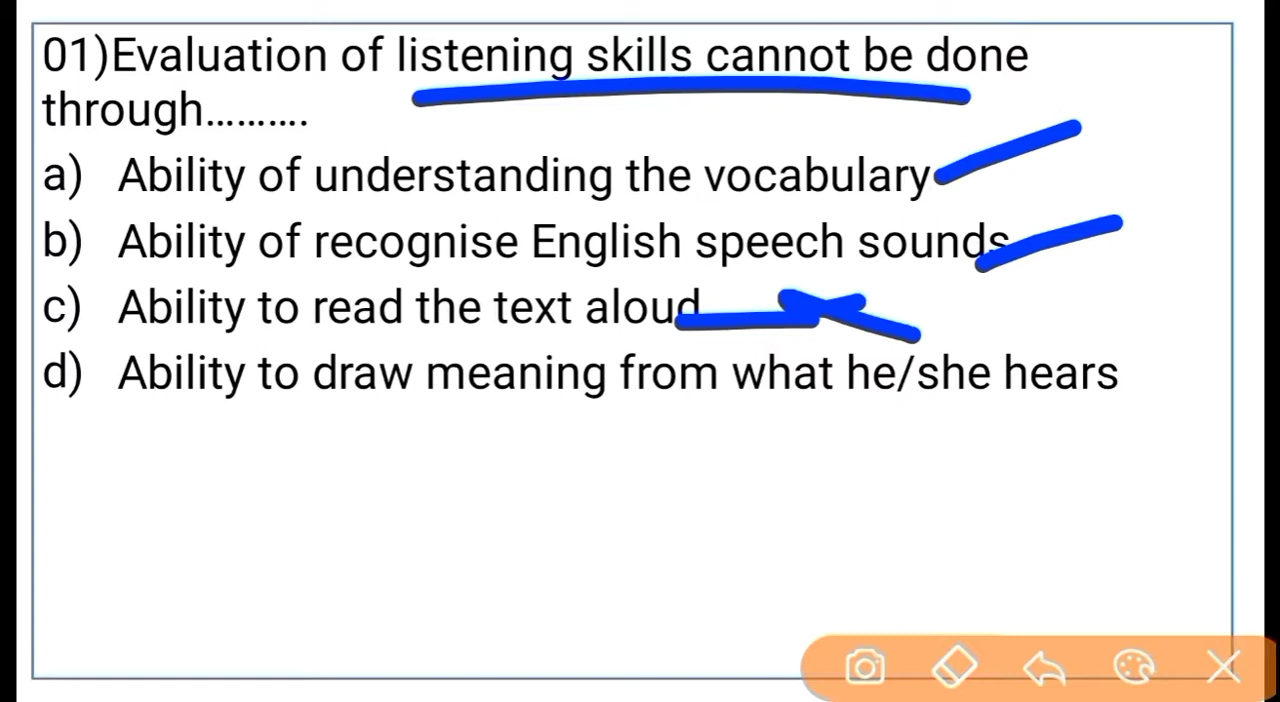 01)Evaluation of listening skills cannot be done
through..........
a) Ability of understanding the vocabulary
b) Ability of recognise English speech sounds
c) Ability to read the text aloud
d) Ability to draw meaning from what he/she hears